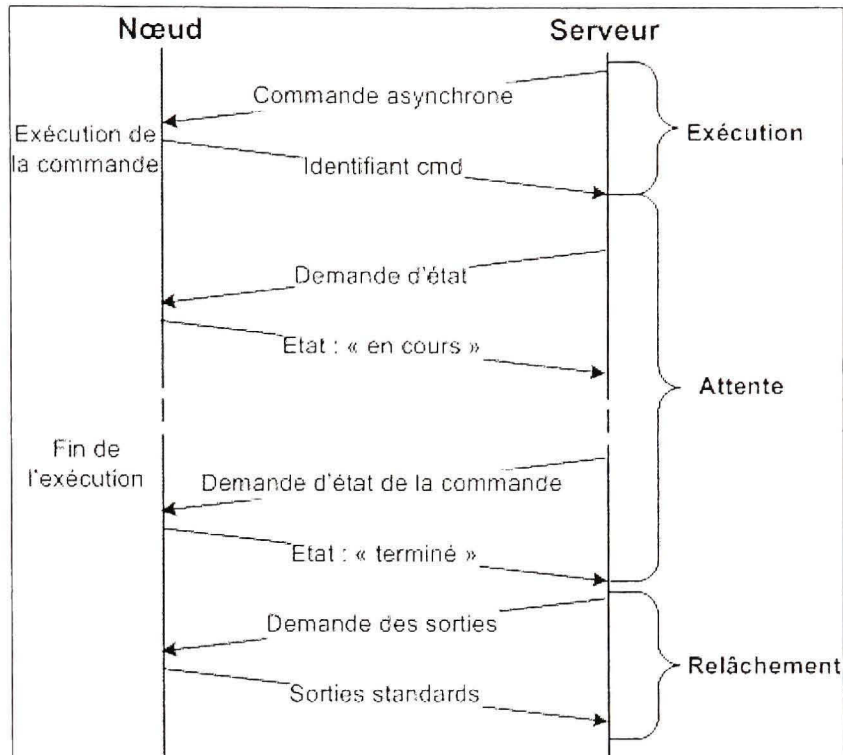 Nœud
Serveur
Commande asynchrone
Exécution de
la commande
Exécution
Identifiant cmd
Demande d'état
Etat : « en cours »
Attente
Fin de
l'exécution
Demande d'état de la commande
Etat : « terminé »
Demande des sorties
Relâchement
Sorties standards